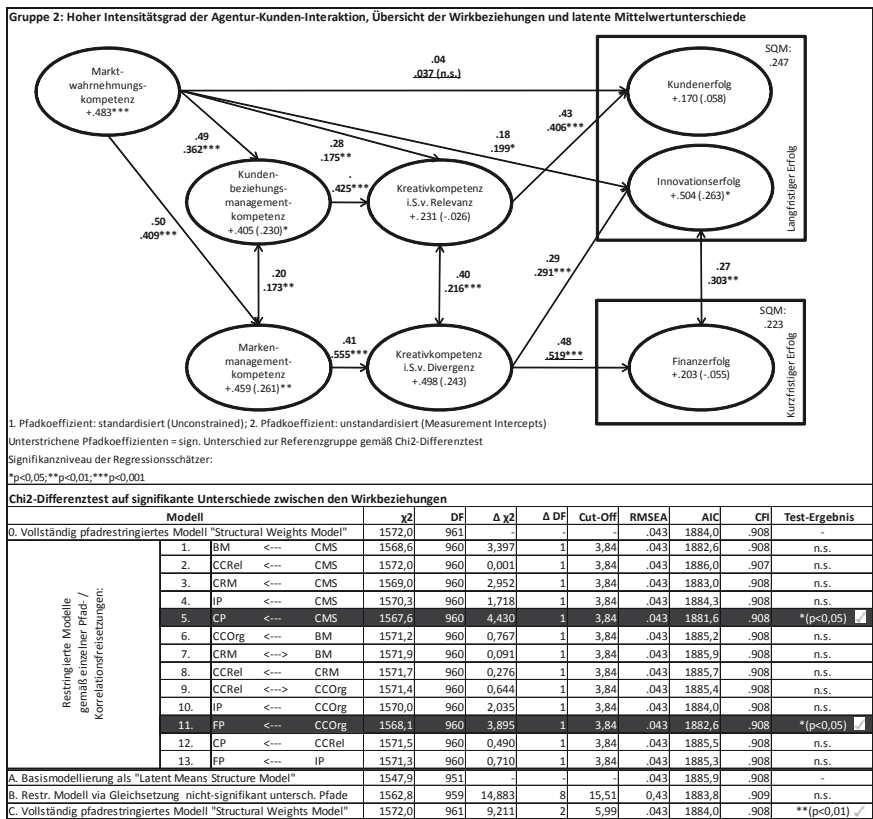 Gruppe 2: Hoher Intensitätsgrad der Agentur-Kunden-Interaktion, Übersicht der Wirkbeziehungen und latente Mittelwertunterschiede
Markt-
wahrnehmungs-
kompetenz
+.483***
.04
.037 (n.s.)
SQM:
.247
Kundenerfolg
+.170 (.058)
.43
.406***
.18
.199*
.49
.362***
.28
.175**
Kunden-
beziehungs-
management-
kompetenz
+.405 (.230)*
.
.425***
Kreativkompetenz
i.S.v. Relevanz
+. 231 (-.026)
Innovationserfolg
+.504 (.263)*
Langfristiger Erfolg
.50
.409***
.20
.173**
.40
.216***
.29
.291***
.27
.303**
SQM:
.223
Marken-
management-
kompetenz
+.459 (.261)**
.41
.555***
Kreativkompetenz
i.S.v. Divergenz
+.498 (.243)
.48
.519***
Finanzerfolg
+.203 (-.055)
Kurzfristiger Erfolg
1. Pfadkoeffizient: standardisiert (Unconstrained); 2. Pfadkoeffizient: unstandardisiert (Measurement Intercepts)
Unterstrichene Pfadkoeffizienten = sign. Unterschied zur Referenzgruppe gemäß Chi2-Differenztest
Signifikanzniveau der Regressionsschätzer:
*p<0,05;**p<0,01;***p<0,001
Chi2-Differenztest auf signifikante Unterschiede zwischen den Wirkbeziehungen
Modell χ2 DF Δ χ2 Δ DF Cut-Off RMSEA AIC CFI Test-Ergebnis
0. Vollständig pfadrestringiertes Modell "Structural Weights Model" 1572,0 961 - - - .043 1884,0 .908 -
Restringierte Modelle
gemäß einzelner Pfad- /
Korrelationsfreisetzungen:
1. BM <--- CMS 1568,6 960 3,397 1 3,84 .043 1882,6 .908 n.s.
2. CCRel <--- CMS 1572,0 960 0,001 1 3,84 .043 1886,0 .907 n.s.
3. CRM <--- CMS 1569,0 960 2,952 1 3,84 .043 1883,0 .908 n.s.
4. IP <--- CMS 1570,3 960 1,718 1 3,84 .043 1884,3 .908 n.s.
5. CP <--- CMS 1567,6 960 4,430 1 3,84 .043 1881,6 .908 *(p<0,05) ✓
6. CCOrg <--- BM 1571,2 960 0,767 1 3,84 .043 1885,2 .908 n.s.
7. CRM <---> BM 1571,9 960 0,091 1 3,84 .043 1885,9 .908 n.s.
8. CCRel <--- CRM 1571,7 960 0,276 1 3,84 .043 1885,7 .908 n.s.
9. CCRel <---> CCOrg 1571,4 960 0,644 1 3,84 .043 1885,4 .908 n.s.
10. IP <--- CCOrg 1570,0 960 2,035 1 3,84 .043 1884,0 .908 n.s.
11. FP <--- CCOrg 1568,1 960 3,895 1 3,84 .043 1882,6 .908 *(p<0,05) ✓
12. CP <--- CCRel 1571,5 960 0,490 1 3,84 .043 1885,5 .908 n.s.
13. FP <--- IP 1571,3 960 0,710 1 3,84 .043 1885,3 .908 n.s.
A. Basismodellierung als "Latent Means Structure Model" 1547,9 951 - - - .043 1885,9 .908 -
B. Restr. Modell via Gleichsetzung nicht-signifikant untersch. Pfade 1562,8 959 14,883 8 15,51 0,43 1883,8 .909 n.s.
C. Vollständig pfadrestringiertes Modell "Structural Weights Model" 1572,0 961 9,211 2 5,99 .043 1884,0 .908 **(p<0,01) ✓